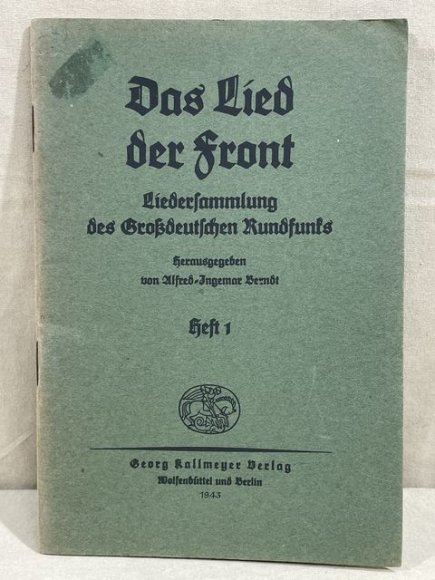 Das Lied
der Front
Liedersammlung
des Großdeutschen Rundfunks
Herausgegeben
von Alfred-Ingemar Berndt
Heft 1
Georg Kallmeyer Verlag
Wolfenbüttel und Berlin
1943